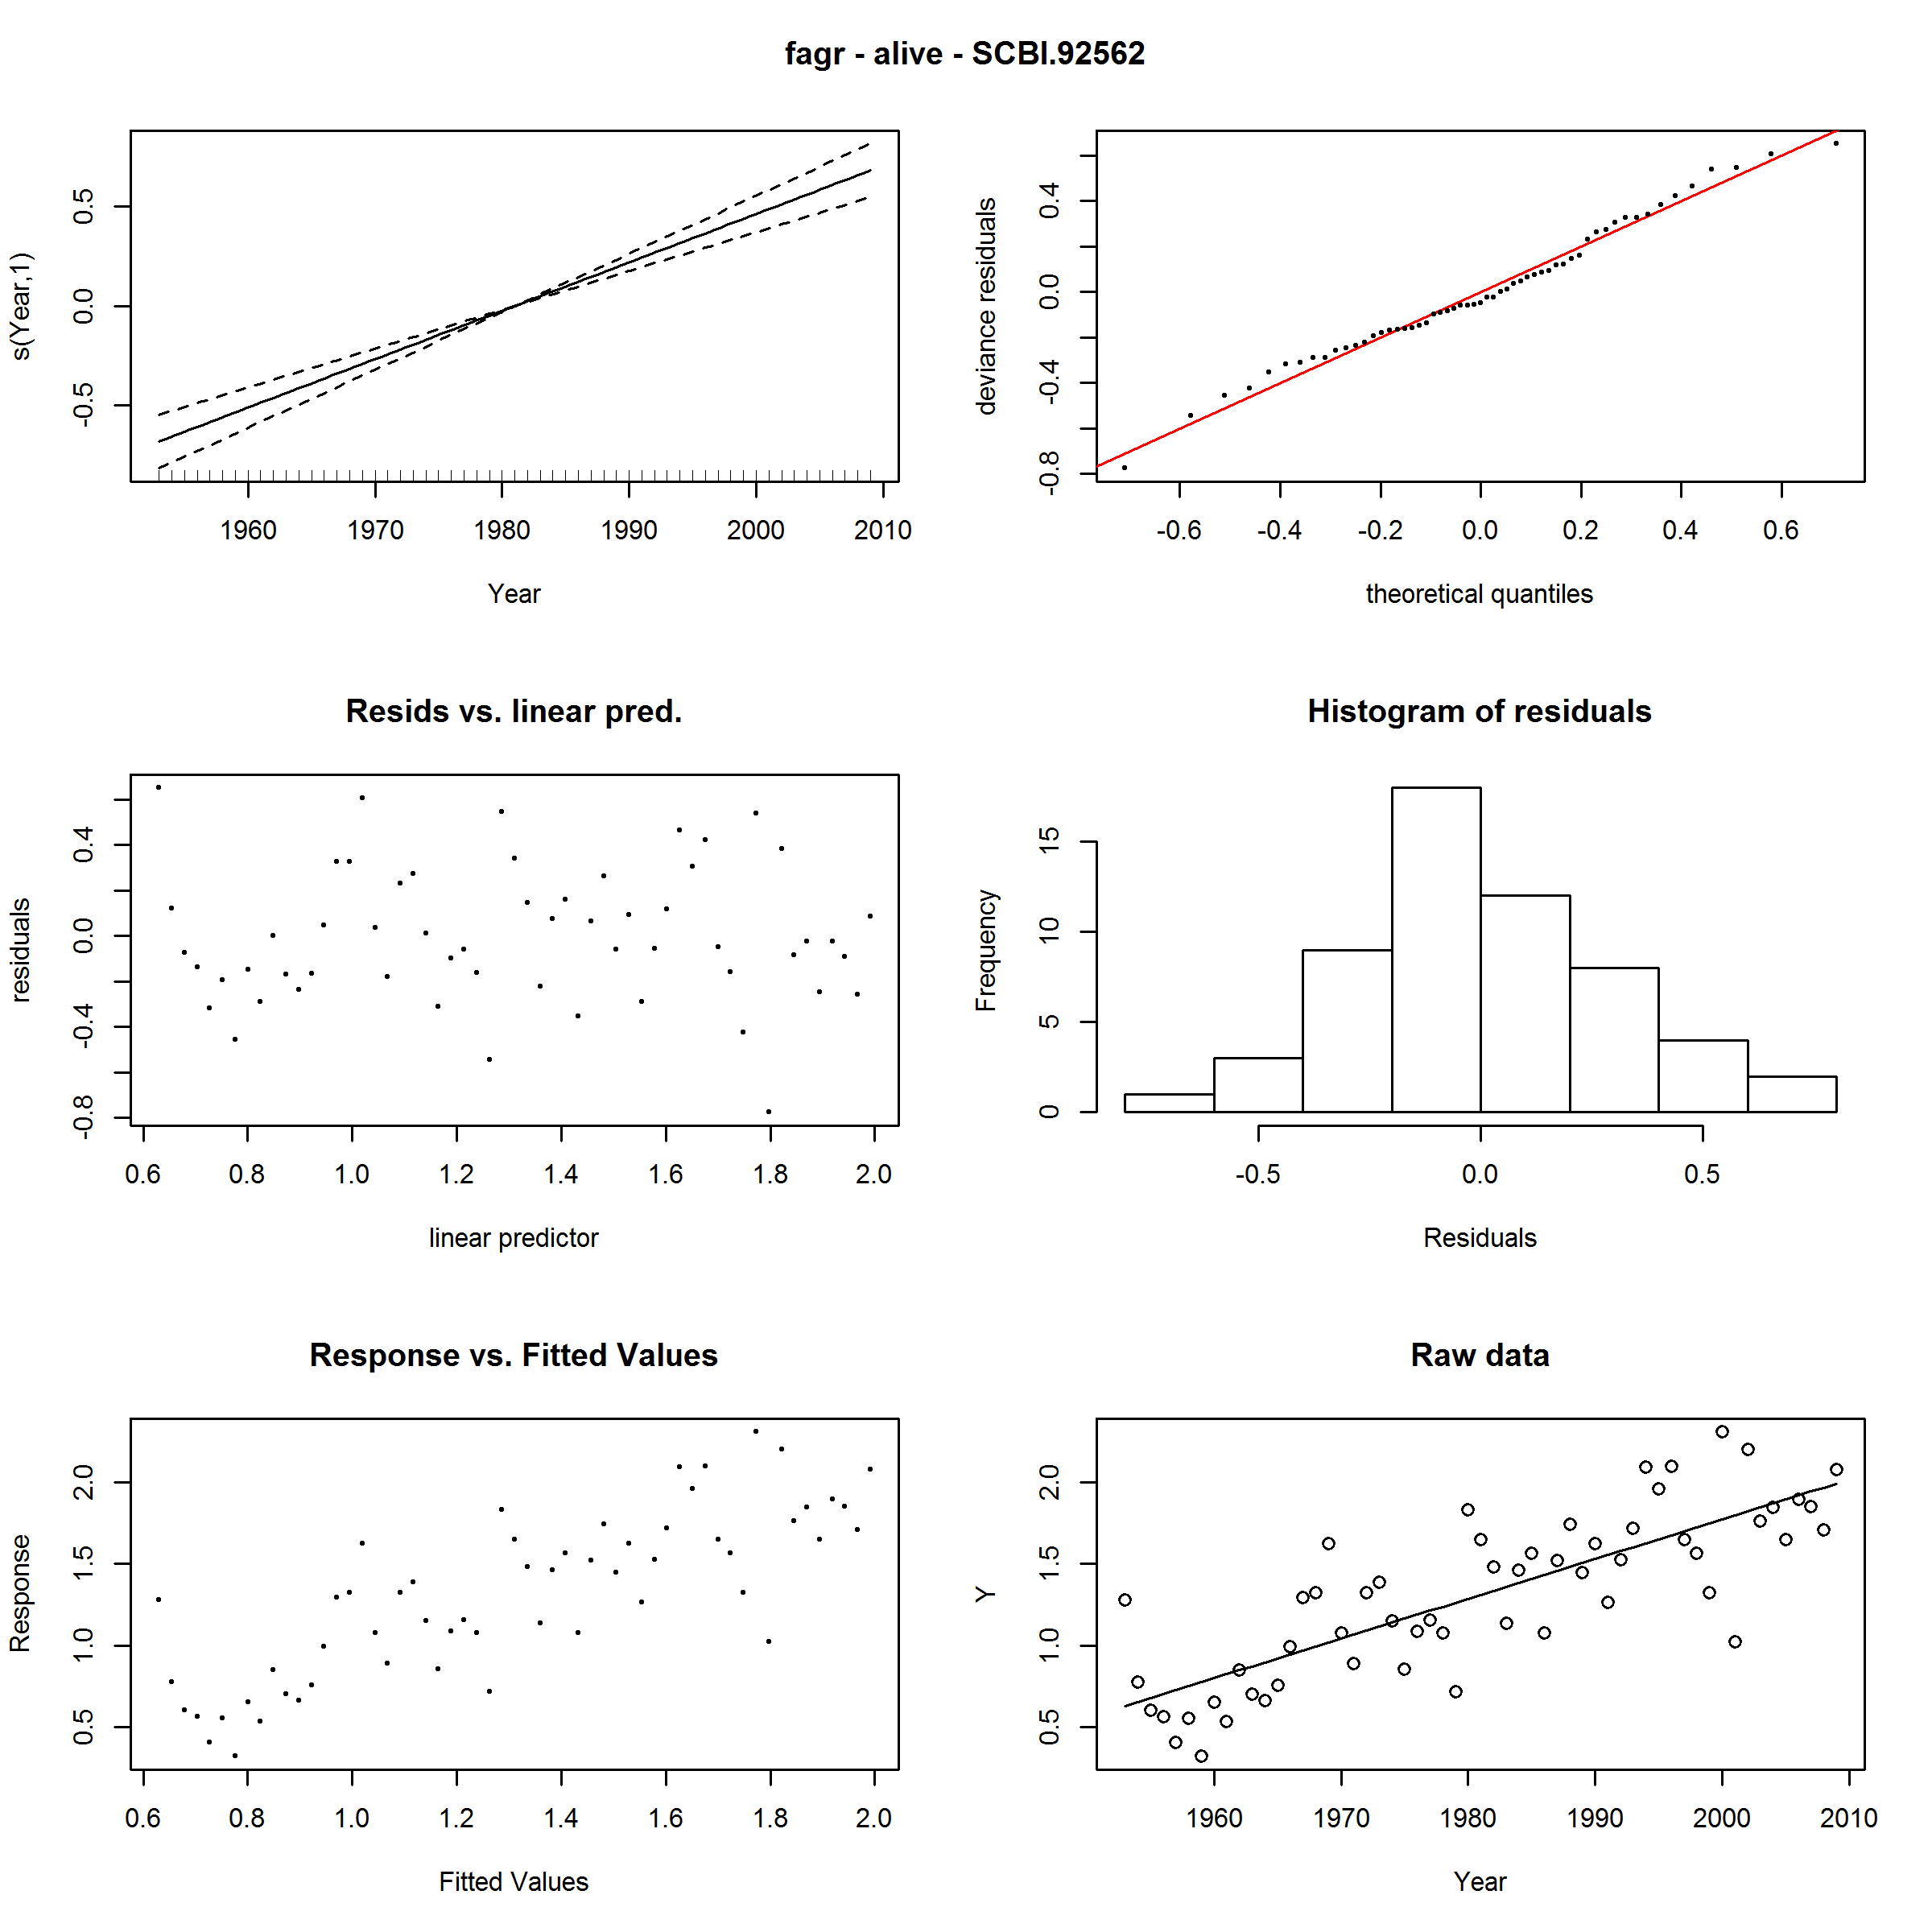 fagr - alive - SCBI.92562
s(Year,1)
0.5
0.0
-0.5
1960 1970 1980 1990 2000 2010
Year
deviance residuals
0.4
0.0
-0.4
-0.8
-0.6 -0.4 -0.2 0.0 0.2 0.4 0.6
theoretical quantiles
Resids vs. linear pred.
residuals
0.4
0.0
-0.4
-0.8
0.6 0.8 1.0 1.2 1.4 1.6 1.8 2.0
linear predictor
Histogram of residuals
Frequency
15
10
5
0
-0.5 0.0 0.5
Residuals
Response vs. Fitted Values
Response
2.0
1.5
1.0
0.5
0.6 0.8 1.0 1.2 1.4 1.6 1.8 2.0
Fitted Values
Raw data
Y
2.0
1.5
1.0
0.5
1960 1970 1980 1990 2000 2010
Year